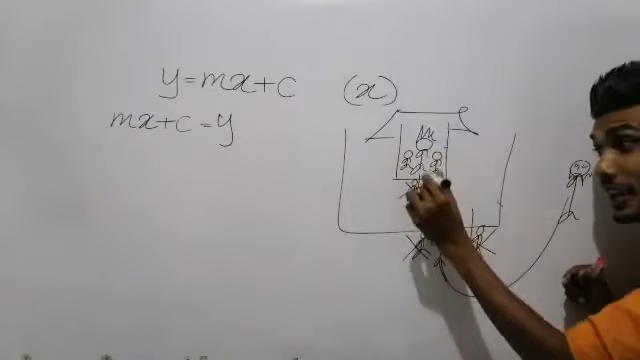 y = mx + c
(x)
mx + c = y